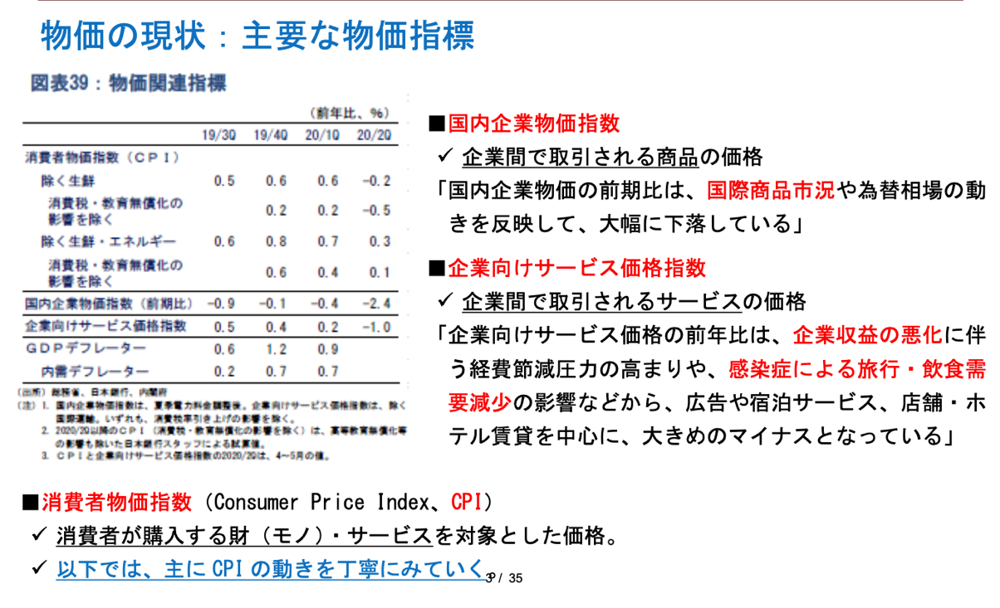 物価の現状：主要な物価指標
図表39：物価関連指標
（前年比、％）
19/3Q 19/4Q 20/1Q 20/2Q
消費者物価指数（ＣＰＩ）
除く生鮮 0.5 0.6 0.6 -0.2
消費税・教育無償化の
影響を除く 0.2 0.2 -0.5
除く生鮮・エネルギー 0.6 0.8 0.7 0.3
消費税・教育無償化の
影響を除く 0.6 0.4 0.1
国内企業物価指数（前期比） -0.9 -0.1 -0.4 -2.4
企業向けサービス価格指数 0.5 0.4 0.2 -1.0
ＧＤＰデフレーター 0.6 1.2 0.9
内需デフレーター 0.2 0.7 0.7
（出所）総務省、日本銀行、内閣府
（注）1. 国内企業物価指数は、夏季電力料金調整後。企業向けサービス価格指数は、除く
国際運輸。いずれも、消費税率引き上げの影響を除く。
2. 2020/2Q以降のＣＰＩ（消費税・教育無償化の影響を除く）は、高等教育無償化等
の影響も除いた日本銀行スタッフによる試算値。
3. ＣＰＩと企業向けサービス価格指数の2020/2Qは、4～5月の値。
■国内企業物価指数
✓ 企業間で取引される商品の価格
「国内企業物価の前期比は、国際商品市況や為替相場の動
きを反映して、大幅に下落している」
■企業向けサービス価格指数
✓ 企業間で取引されるサービスの価格
「企業向けサービス価格の前年比は、企業収益の悪化に伴
う経費節減圧力の高まりや、感染症による旅行・飲食需
要減少の影響などから、広告や宿泊サービス、店舗・ホ
テル賃貸を中心に、大きめのマイナスとなっている」
■消費者物価指数（Consumer Price Index、CPI）
✓ 消費者が購入する財（モノ）・サービスを対象とした価格。
✓ 以下では、主に CPI の動きを丁寧にみていく。
3 / 35